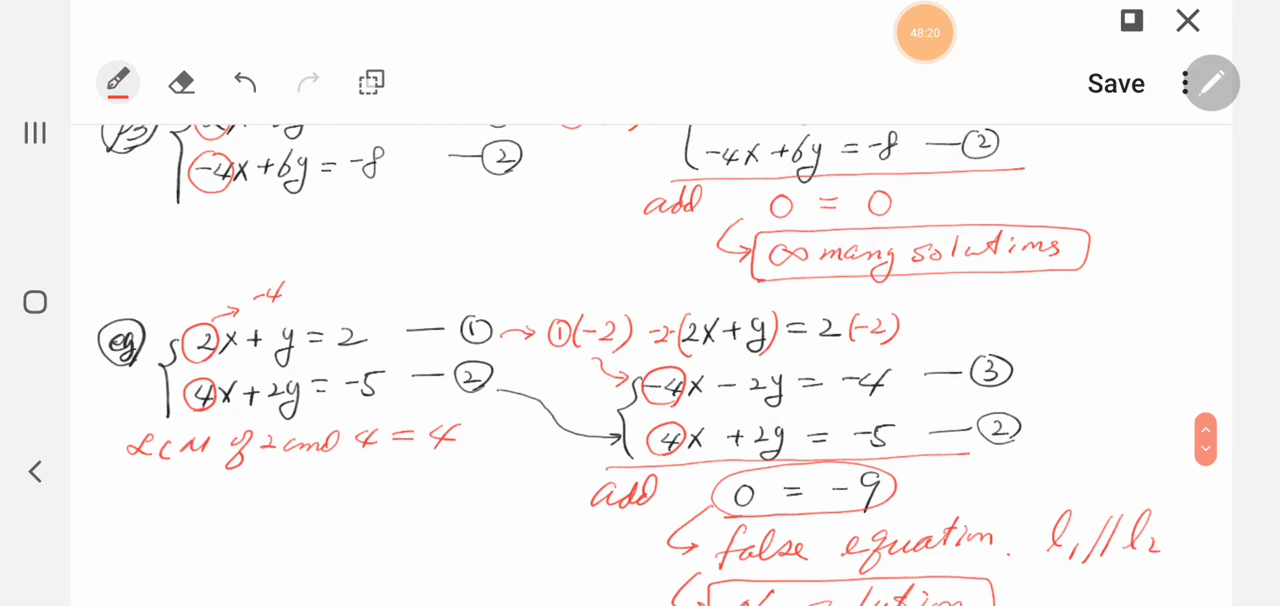 48:20
Save
-4x + 6y = -8 —②
-4x + 6y = -8 —②
add 0 = 0
∞ many solutions
-4
eg 2x + y = 2 —① → ①(-2) -2(2x + y) = 2(-2)
4x + 2y = -5 —②
-4x - 2y = -4 —③
4x + 2y = -5 —②
LCM of 2 and 4 = 4
add 0 = -9
false equation. l₁ // l₂